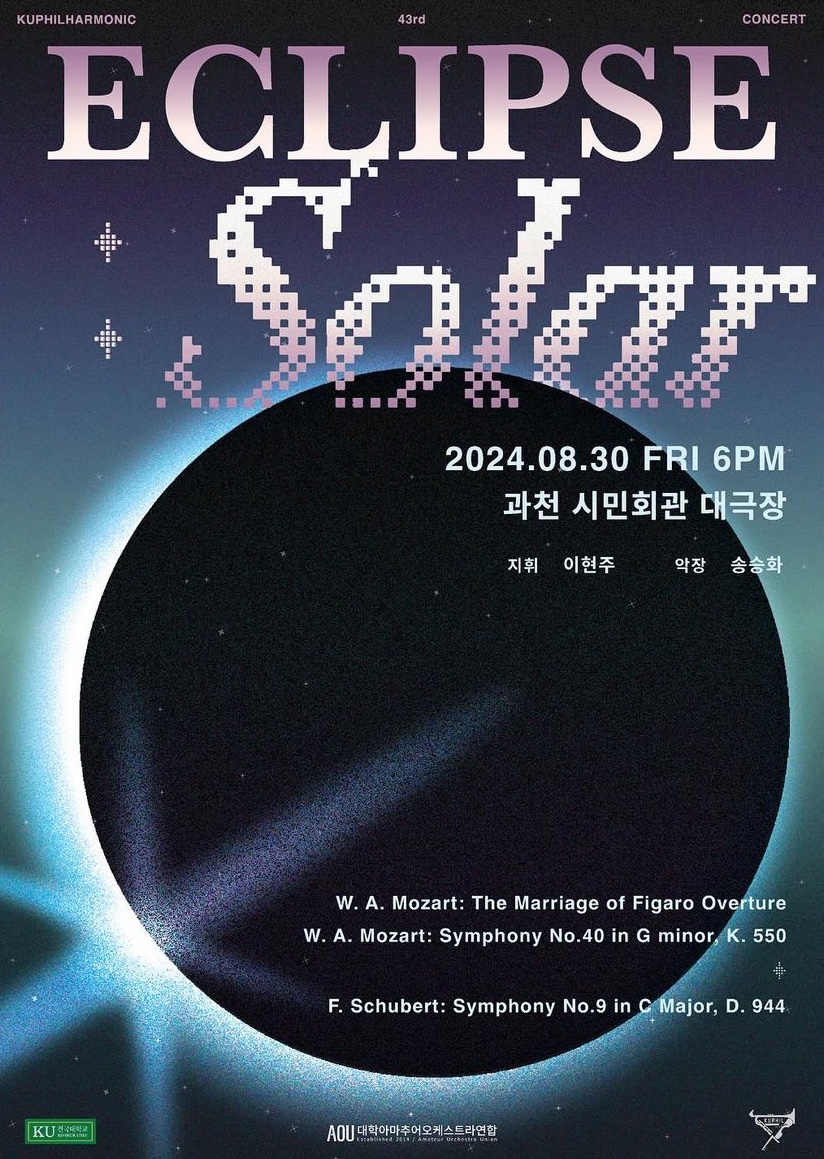 KUPHILHARMONIC 43rd CONCERT
ECLIPSE
Solar
2024.08.30 FRI 6PM
과천 시민회관 대극장
지휘 이현주 악장 송승화
W. A. Mozart: The Marriage of Figaro Overture
W. A. Mozart: Symphony No.40 in G minor, K. 550
F. Schubert: Symphony No.9 in C Major, D. 944
KU 건국대학교
KONKUK UNIV.
AOU 대학아마추어오케스트라연합
Established 2014 / Amateur Orchestra Union
KUPHIL